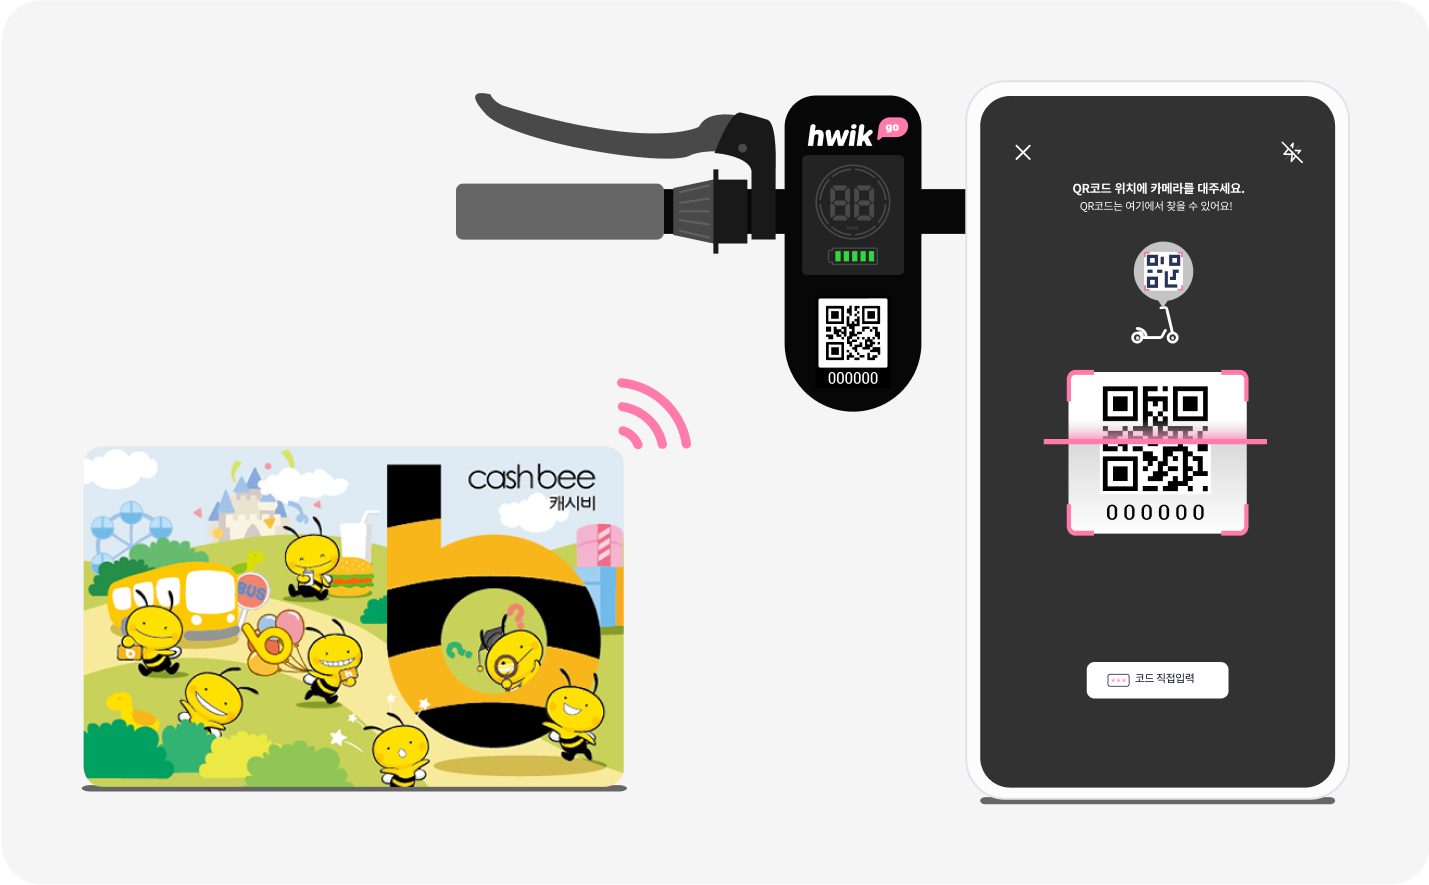 hwik go
88
000000
QR코드 위치에 카메라를 대주세요.
QR코드는 여기에서 찾을 수 있어요!
000000
코드 직접입력
cashbee
캐시비
BUS
b